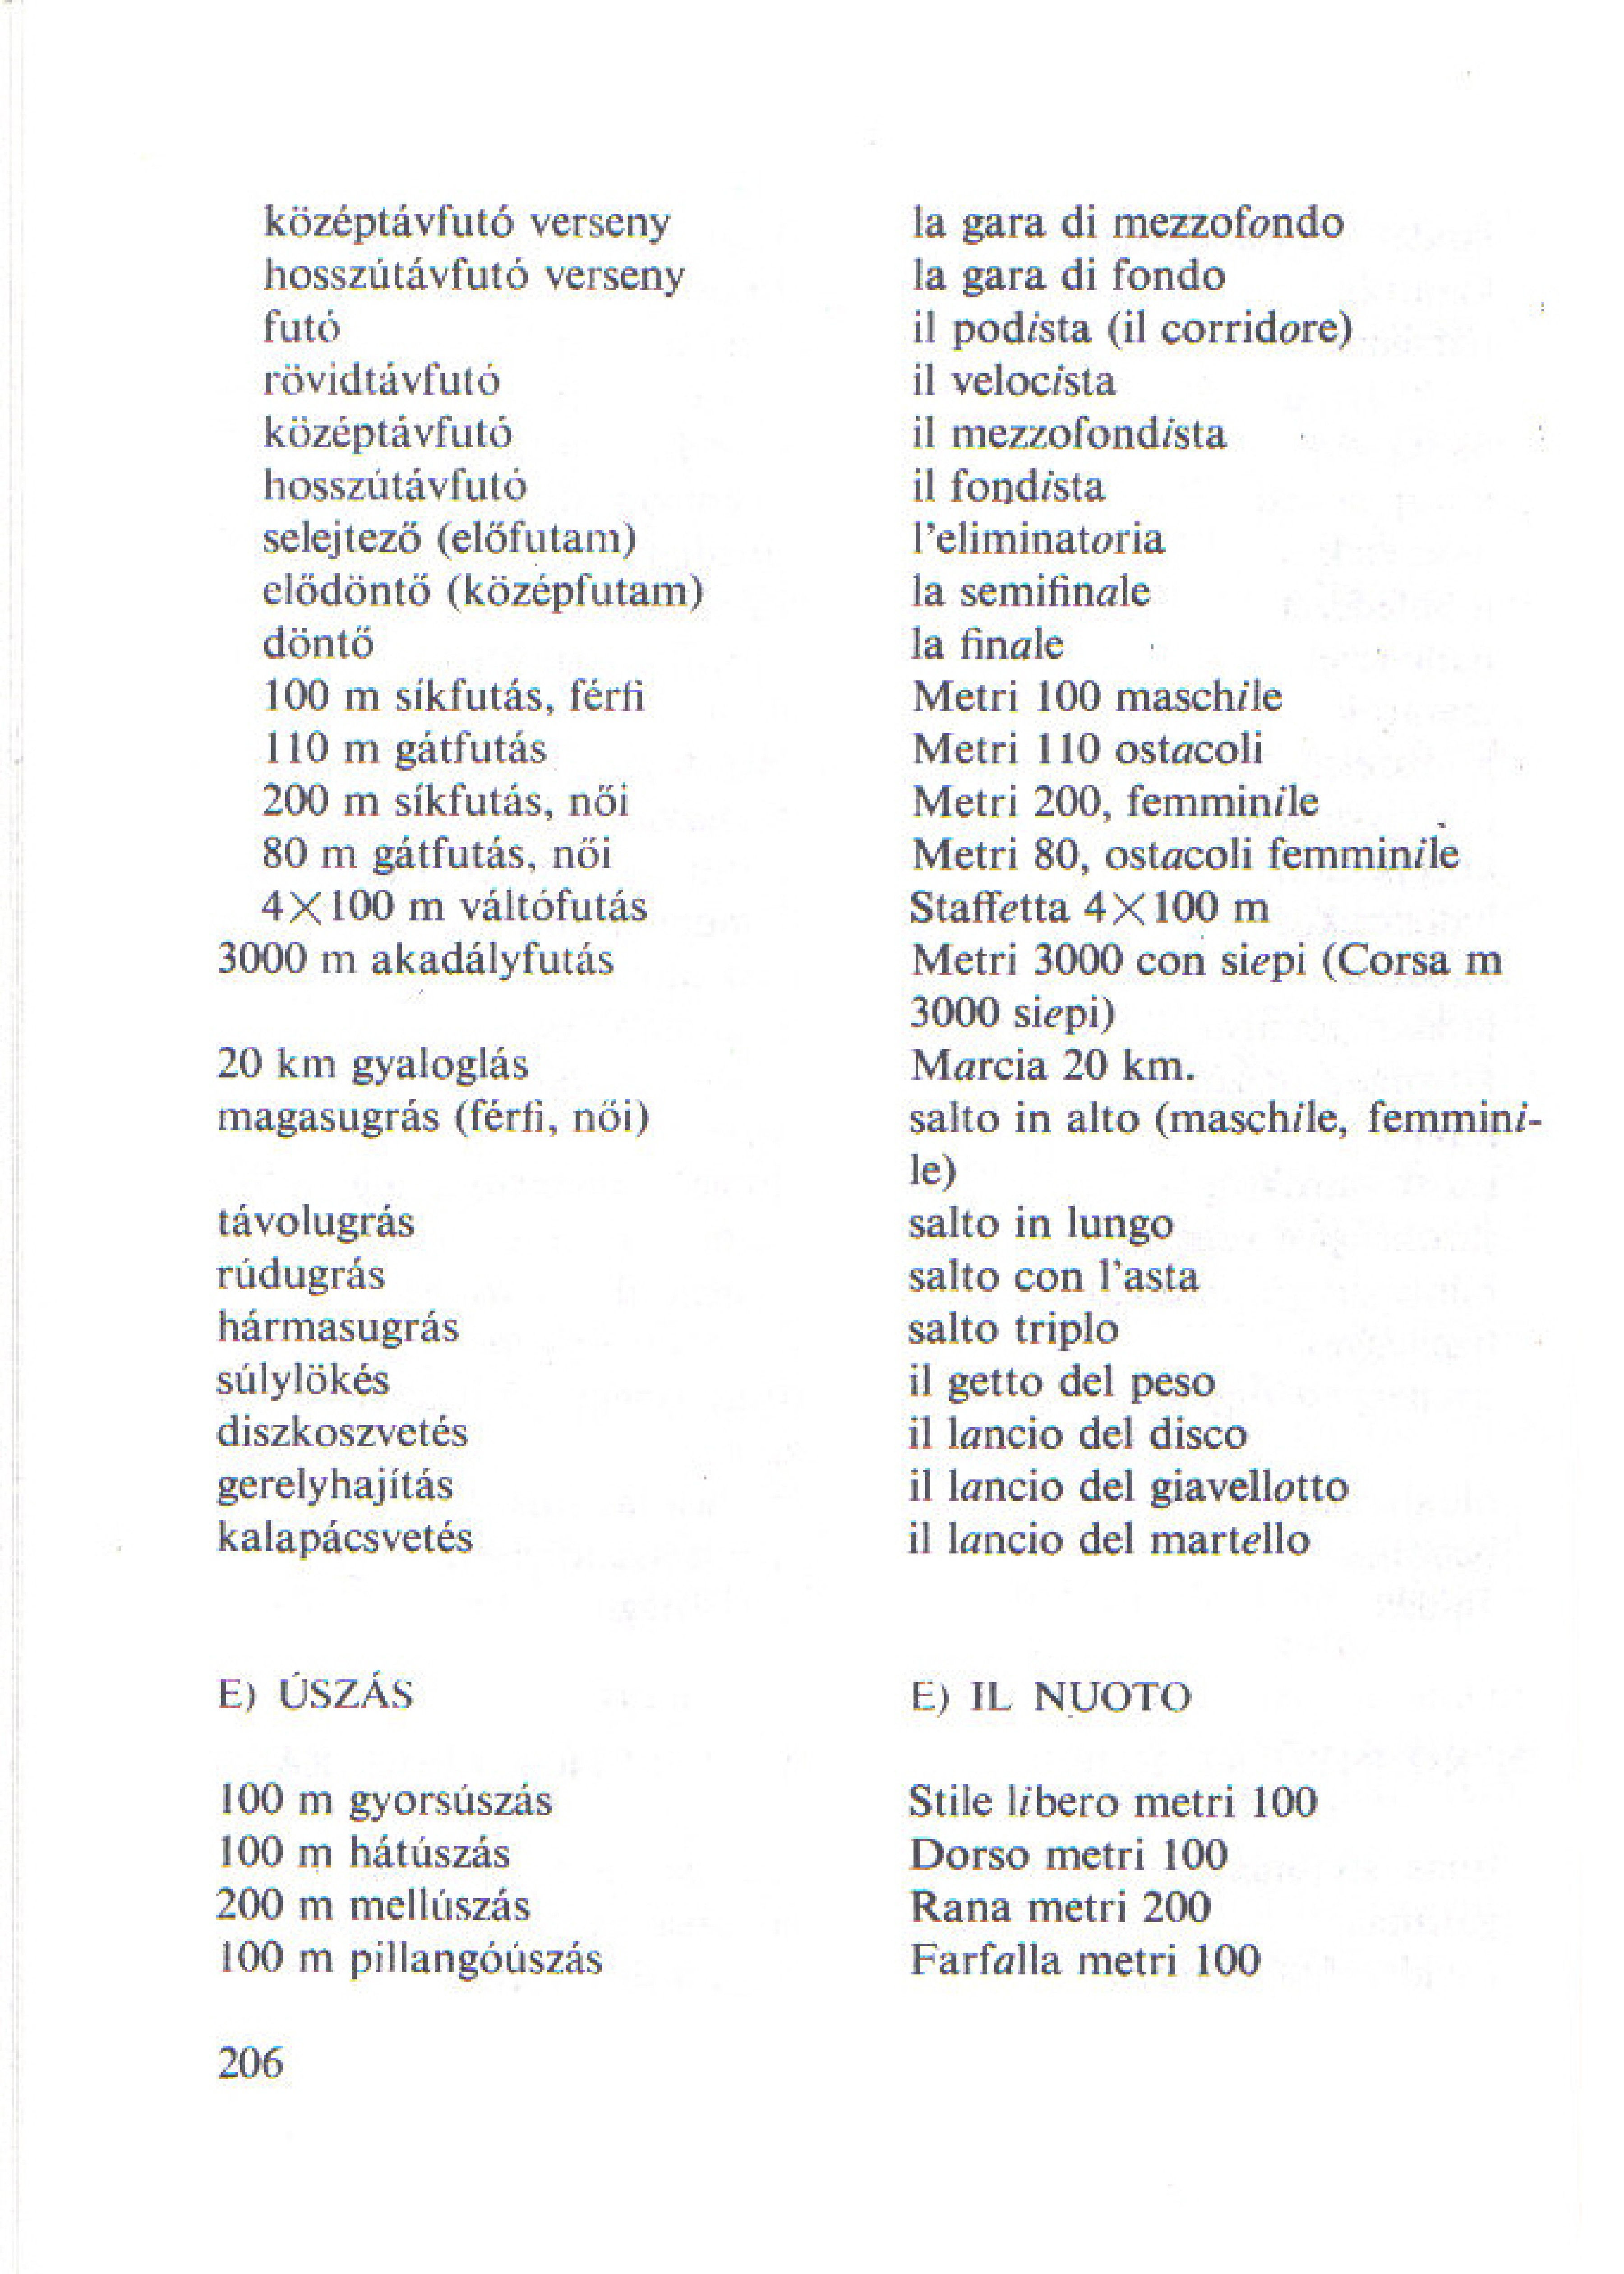 középtávfutó verseny la gara di mezzofondo
hosszútávfutó verseny la gara di fondo
futó il podista (il corridore)
rövidtávfutó il velocista
középtávfutó il mezzofondista
hosszútávfutó il fondista
selejtező (előfutam) l'eliminatoria
elődöntő (középfutam) la semifinale
döntő la finale
100 m síkfutás, férfi Metri 100 maschile
110 m gátfutás Metri 110 ostacoli
200 m síkfutás, női Metri 200, femminile
80 m gátfutás, női Metri 80, ostacoli femminile
4×100 m váltófutás Staffetta 4×100 m
3000 m akadályfutás Metri 3000 con siepi (Corsa m
3000 siepi)
20 km gyaloglás Marcia 20 km.
magasugrás (férfi, női) salto in alto (maschile, femmini-
le)
távolugrás salto in lungo
rúdugrás salto con l'asta
hármasugrás salto triplo
súlylökés il getto del peso
diszkoszvetés il lancio del disco
gerelyhajítás il lancio del giavellotto
kalapácsvetés il lancio del martello
E) ÚSZÁS E) IL NUOTO
100 m gyorsúszás Stile libero metri 100
100 m hátúszás Dorso metri 100
200 m mellúszás Rana metri 200
100 m pillangóúszás Farfalla metri 100
206